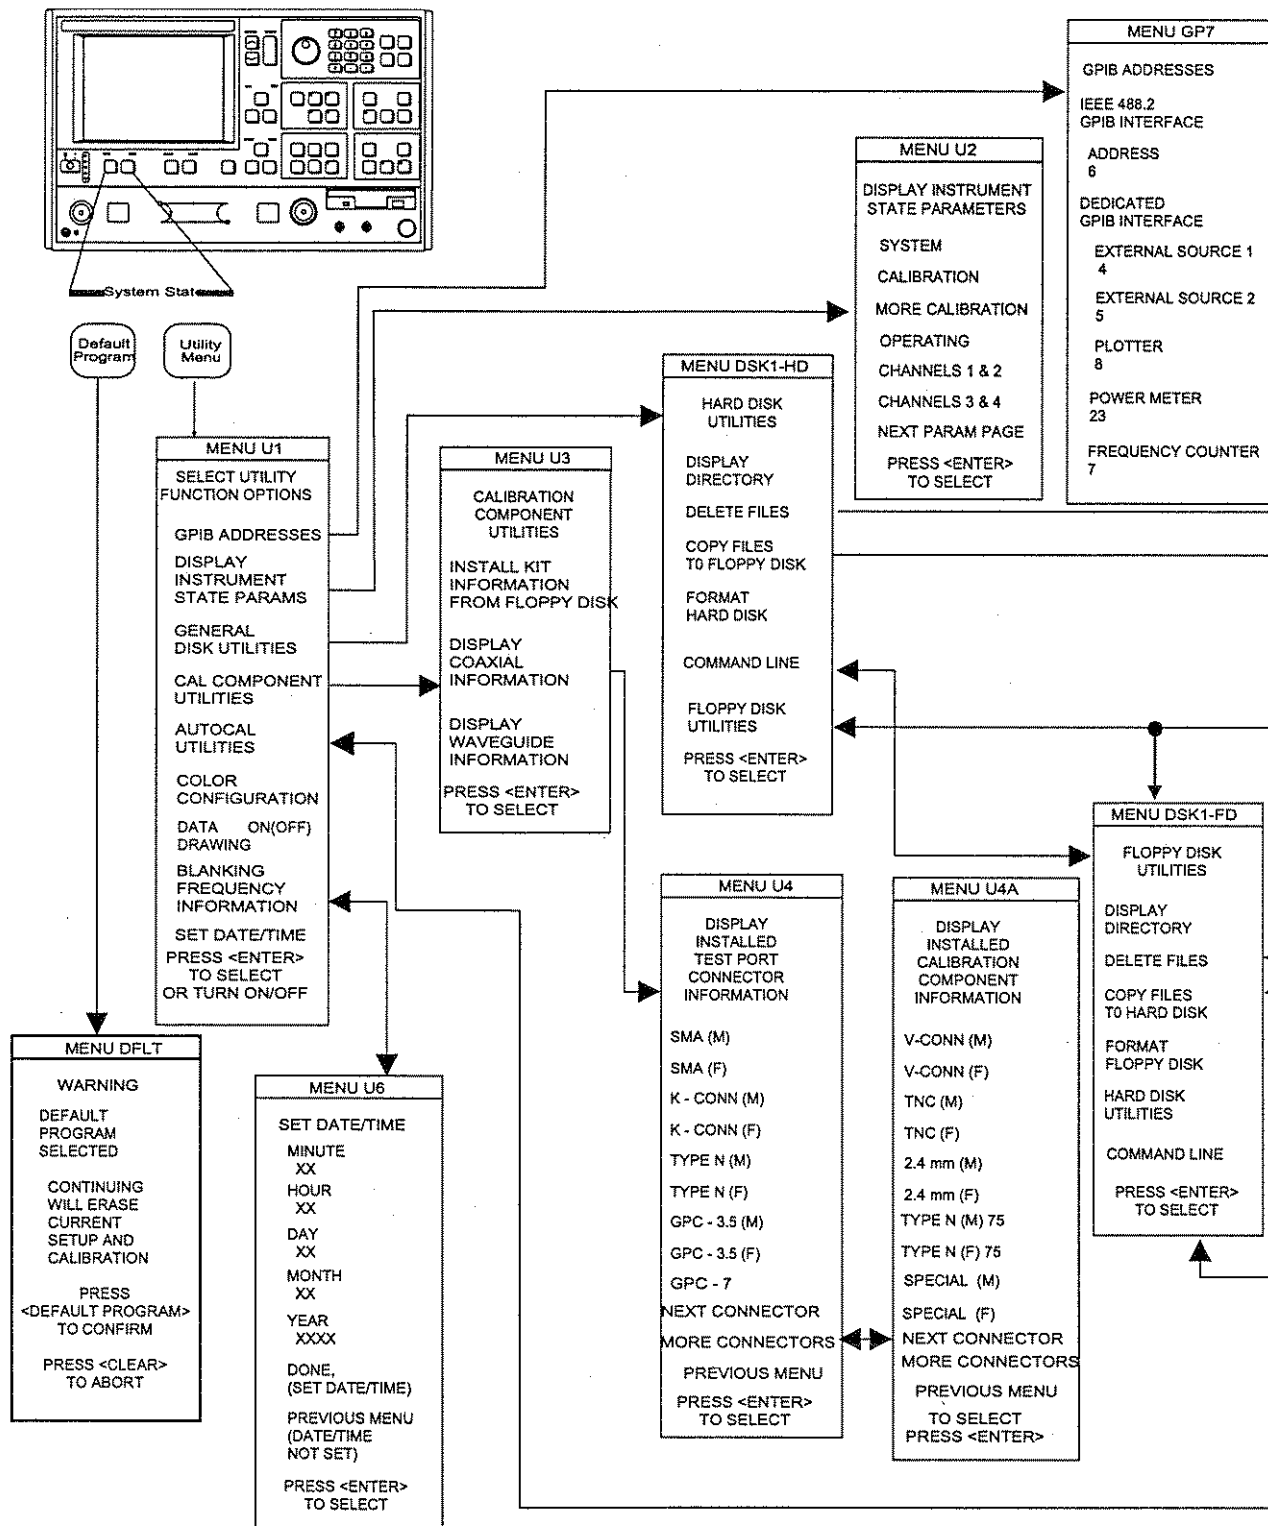 System State
Default
Program
Utility
Menu
MENU U1
SELECT UTILITY
FUNCTION OPTIONS
GPIB ADDRESSES
DISPLAY
INSTRUMENT
STATE PARAMS
GENERAL
DISK UTILITIES
CAL COMPONENT
UTILITIES
AUTOCAL
UTILITIES
COLOR
CONFIGURATION
DATA ON(OFF)
DRAWING
BLANKING
FREQUENCY
INFORMATION
SET DATE/TIME
PRESS <ENTER>
TO SELECT
OR TURN ON/OFF
MENU DFLT
WARNING
DEFAULT
PROGRAM
SELECTED
CONTINUING
WILL ERASE
CURRENT
SETUP AND
CALIBRATION
PRESS
<DEFAULT PROGRAM>
TO CONFIRM
PRESS <CLEAR>
TO ABORT
MENU U6
SET DATE/TIME
MINUTE
XX
HOUR
XX
DAY
XX
MONTH
XX
YEAR
XXXX
DONE,
(SET DATE/TIME)
PREVIOUS MENU
(DATE/TIME
NOT SET)
PRESS <ENTER>
TO SELECT
MENU U3
CALIBRATION
COMPONENT
UTILITIES
INSTALL KIT
INFORMATION
FROM FLOPPY DISK
DISPLAY
COAXIAL
INFORMATION
DISPLAY
WAVEGUIDE
INFORMATION
PRESS <ENTER>
TO SELECT
MENU DSK1-HD
HARD DISK
UTILITIES
DISPLAY
DIRECTORY
DELETE FILES
COPY FILES
T0 FLOPPY DISK
FORMAT
HARD DISK
COMMAND LINE
FLOPPY DISK
UTILITIES
PRESS <ENTER>
TO SELECT
MENU U2
DISPLAY INSTRUMENT
STATE PARAMETERS
SYSTEM
CALIBRATION
MORE CALIBRATION
OPERATING
CHANNELS 1 & 2
CHANNELS 3 & 4
NEXT PARAM PAGE
PRESS <ENTER>
TO SELECT
MENU GP7
GPIB ADDRESSES
IEEE 488.2
GPIB INTERFACE
ADDRESS
6
DEDICATED
GPIB INTERFACE
EXTERNAL SOURCE 1
4
EXTERNAL SOURCE 2
5
PLOTTER
8
POWER METER
23
FREQUENCY COUNTER
7
MENU U4
DISPLAY
INSTALLED
TEST PORT
CONNECTOR
INFORMATION
SMA (M)
SMA (F)
K - CONN (M)
K - CONN (F)
TYPE N (M)
TYPE N (F)
GPC - 3.5 (M)
GPC - 3.5 (F)
GPC - 7
NEXT CONNECTOR
MORE CONNECTORS
PREVIOUS MENU
PRESS <ENTER>
TO SELECT
MENU U4A
DISPLAY
INSTALLED
CALIBRATION
COMPONENT
INFORMATION
V-CONN (M)
V-CONN (F)
TNC (M)
TNC (F)
2.4 mm (M)
2.4 mm (F)
TYPE N (M) 75
TYPE N (F) 75
SPECIAL (M)
SPECIAL (F)
NEXT CONNECTOR
MORE CONNECTORS
PREVIOUS MENU
TO SELECT
PRESS <ENTER>
MENU DSK1-FD
FLOPPY DISK
UTILITIES
DISPLAY
DIRECTORY
DELETE FILES
COPY FILES
T0 HARD DISK
FORMAT
FLOPPY DISK
HARD DISK
UTILITIES
COMMAND LINE
PRESS <ENTER>
TO SELECT